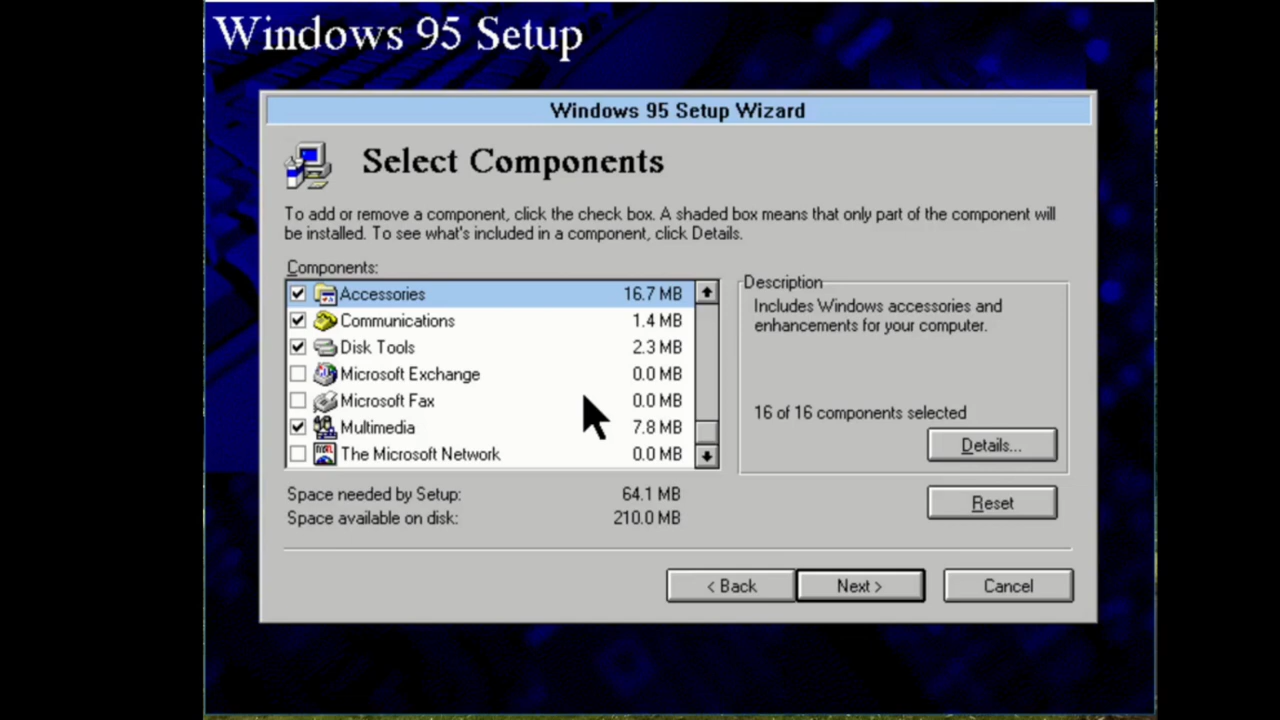 Windows 95 Setup
Windows 95 Setup Wizard
Select Components
To add or remove a component, click the check box. A shaded box means that only part of the component will
be installed. To see what's included in a component, click Details.
Components:
Accessories 16.7 MB
Communications 1.4 MB
Disk Tools 2.3 MB
Microsoft Exchange 0.0 MB
Microsoft Fax 0.0 MB
Multimedia 7.8 MB
The Microsoft Network 0.0 MB
Space needed by Setup: 64.1 MB
Space available on disk: 210.0 MB
Description
Includes Windows accessories and
enhancements for your computer.
16 of 16 components selected
Details...
Reset
< Back
Next >
Cancel